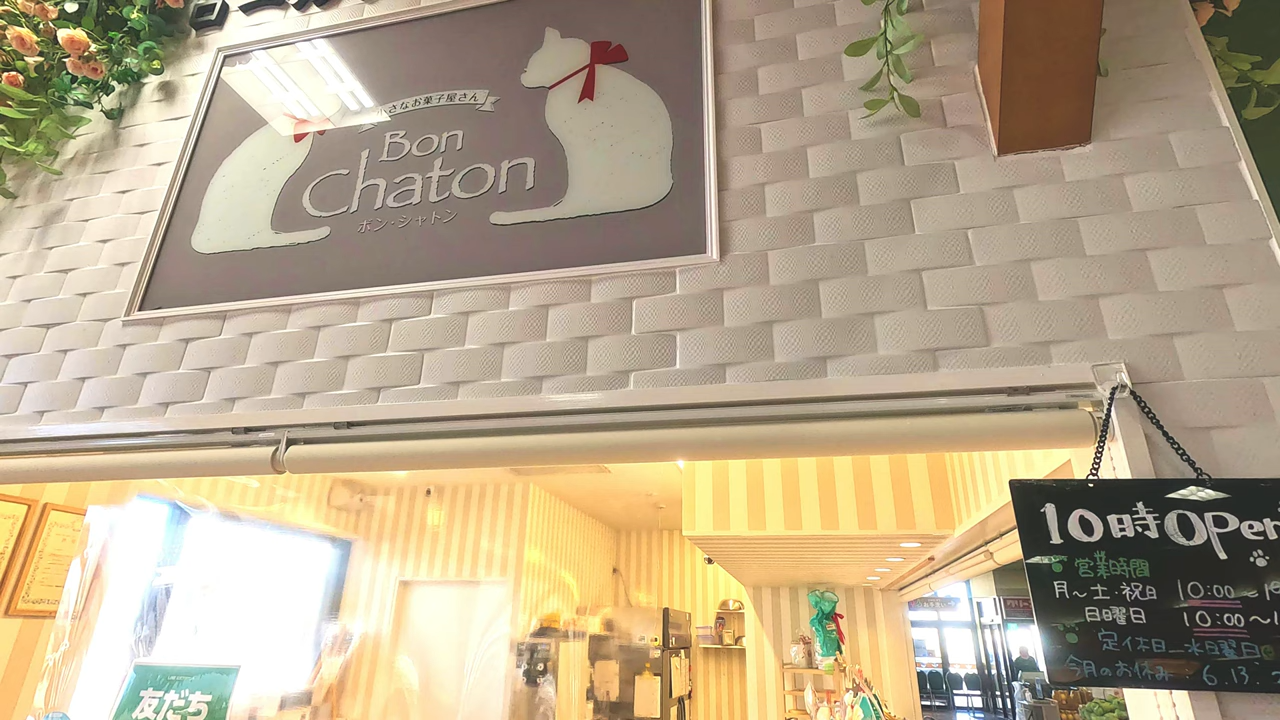 小さなお菓子屋さん
Bon
Chaton
ボン・シャトン
10時Open
営業時間
月～土・祝日 10:00～
日曜日 10:00～
定休日―水曜日
今月のお休み 6.13.
友だち